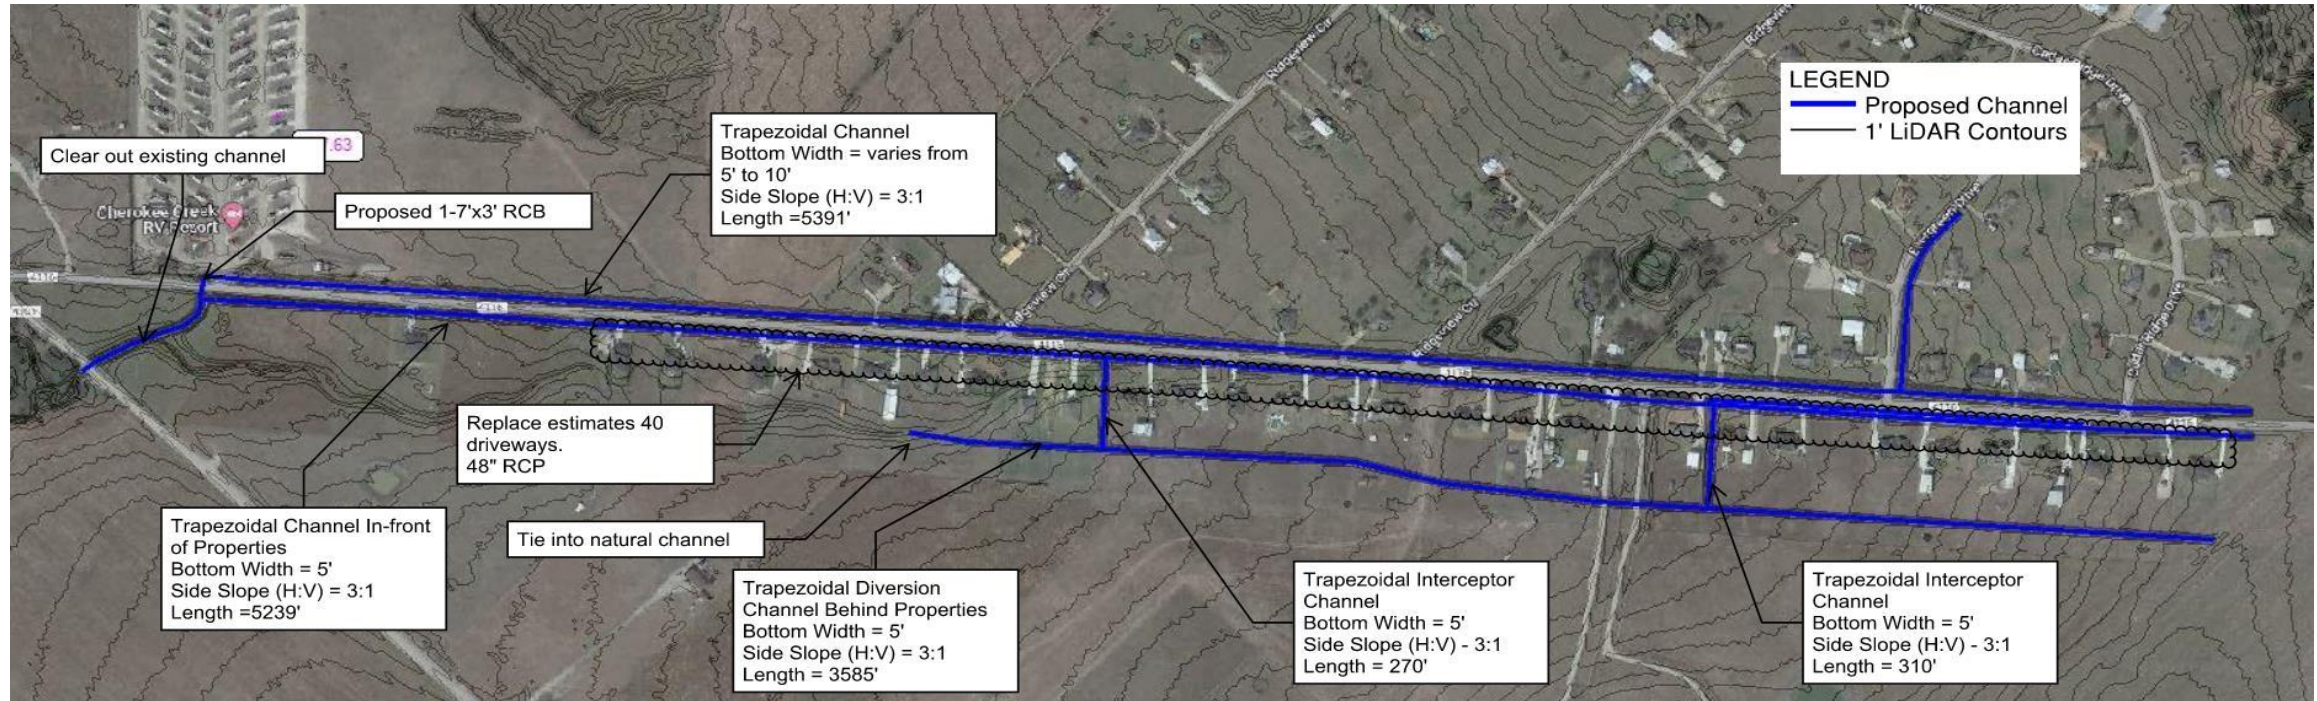 LEGEND
Proposed Channel
1' LiDAR Contours
Clear out existing channel
7.63
Cherokee Creek
RV Resort
Proposed 1-7'x3' RCB
Trapezoidal Channel
Bottom Width = varies from
5' to 10'
Side Slope (H:V) = 3:1
Length =5391'
Ridgeview Dr
Replace estimates 40
driveways.
48" RCP
Trapezoidal Channel In-front
of Properties
Bottom Width = 5'
Side Slope (H:V) = 3:1
Length =5239'
Tie into natural channel
Trapezoidal Diversion
Channel Behind Properties
Bottom Width = 5'
Side Slope (H:V) = 3:1
Length = 3585'
Trapezoidal Interceptor
Channel
Bottom Width = 5'
Side Slope (H:V) - 3:1
Length = 270'
Trapezoidal Interceptor
Channel
Bottom Width = 5'
Side Slope (H:V) - 3:1
Length = 310'